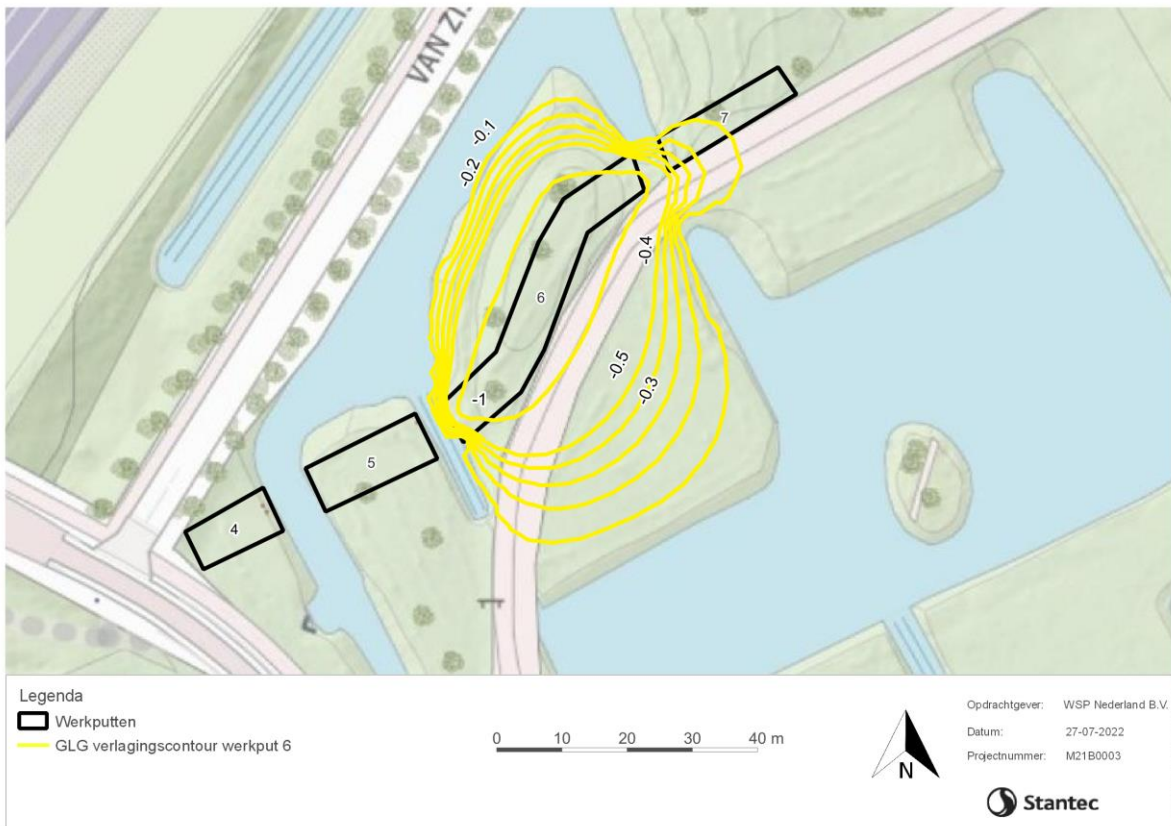 VAN ZI
-0.1
-0.2
7
-0.4
6
-0.5
-0.3
-1
5
4
Legenda
Werkputten
GLG verlagingscontour werkput 6
0 10 20 30 40 m
N
Opdrachtgever: WSP Nederland B.V.
Datum: 27-07-2022
Projectnummer: M21B0003
Stantec